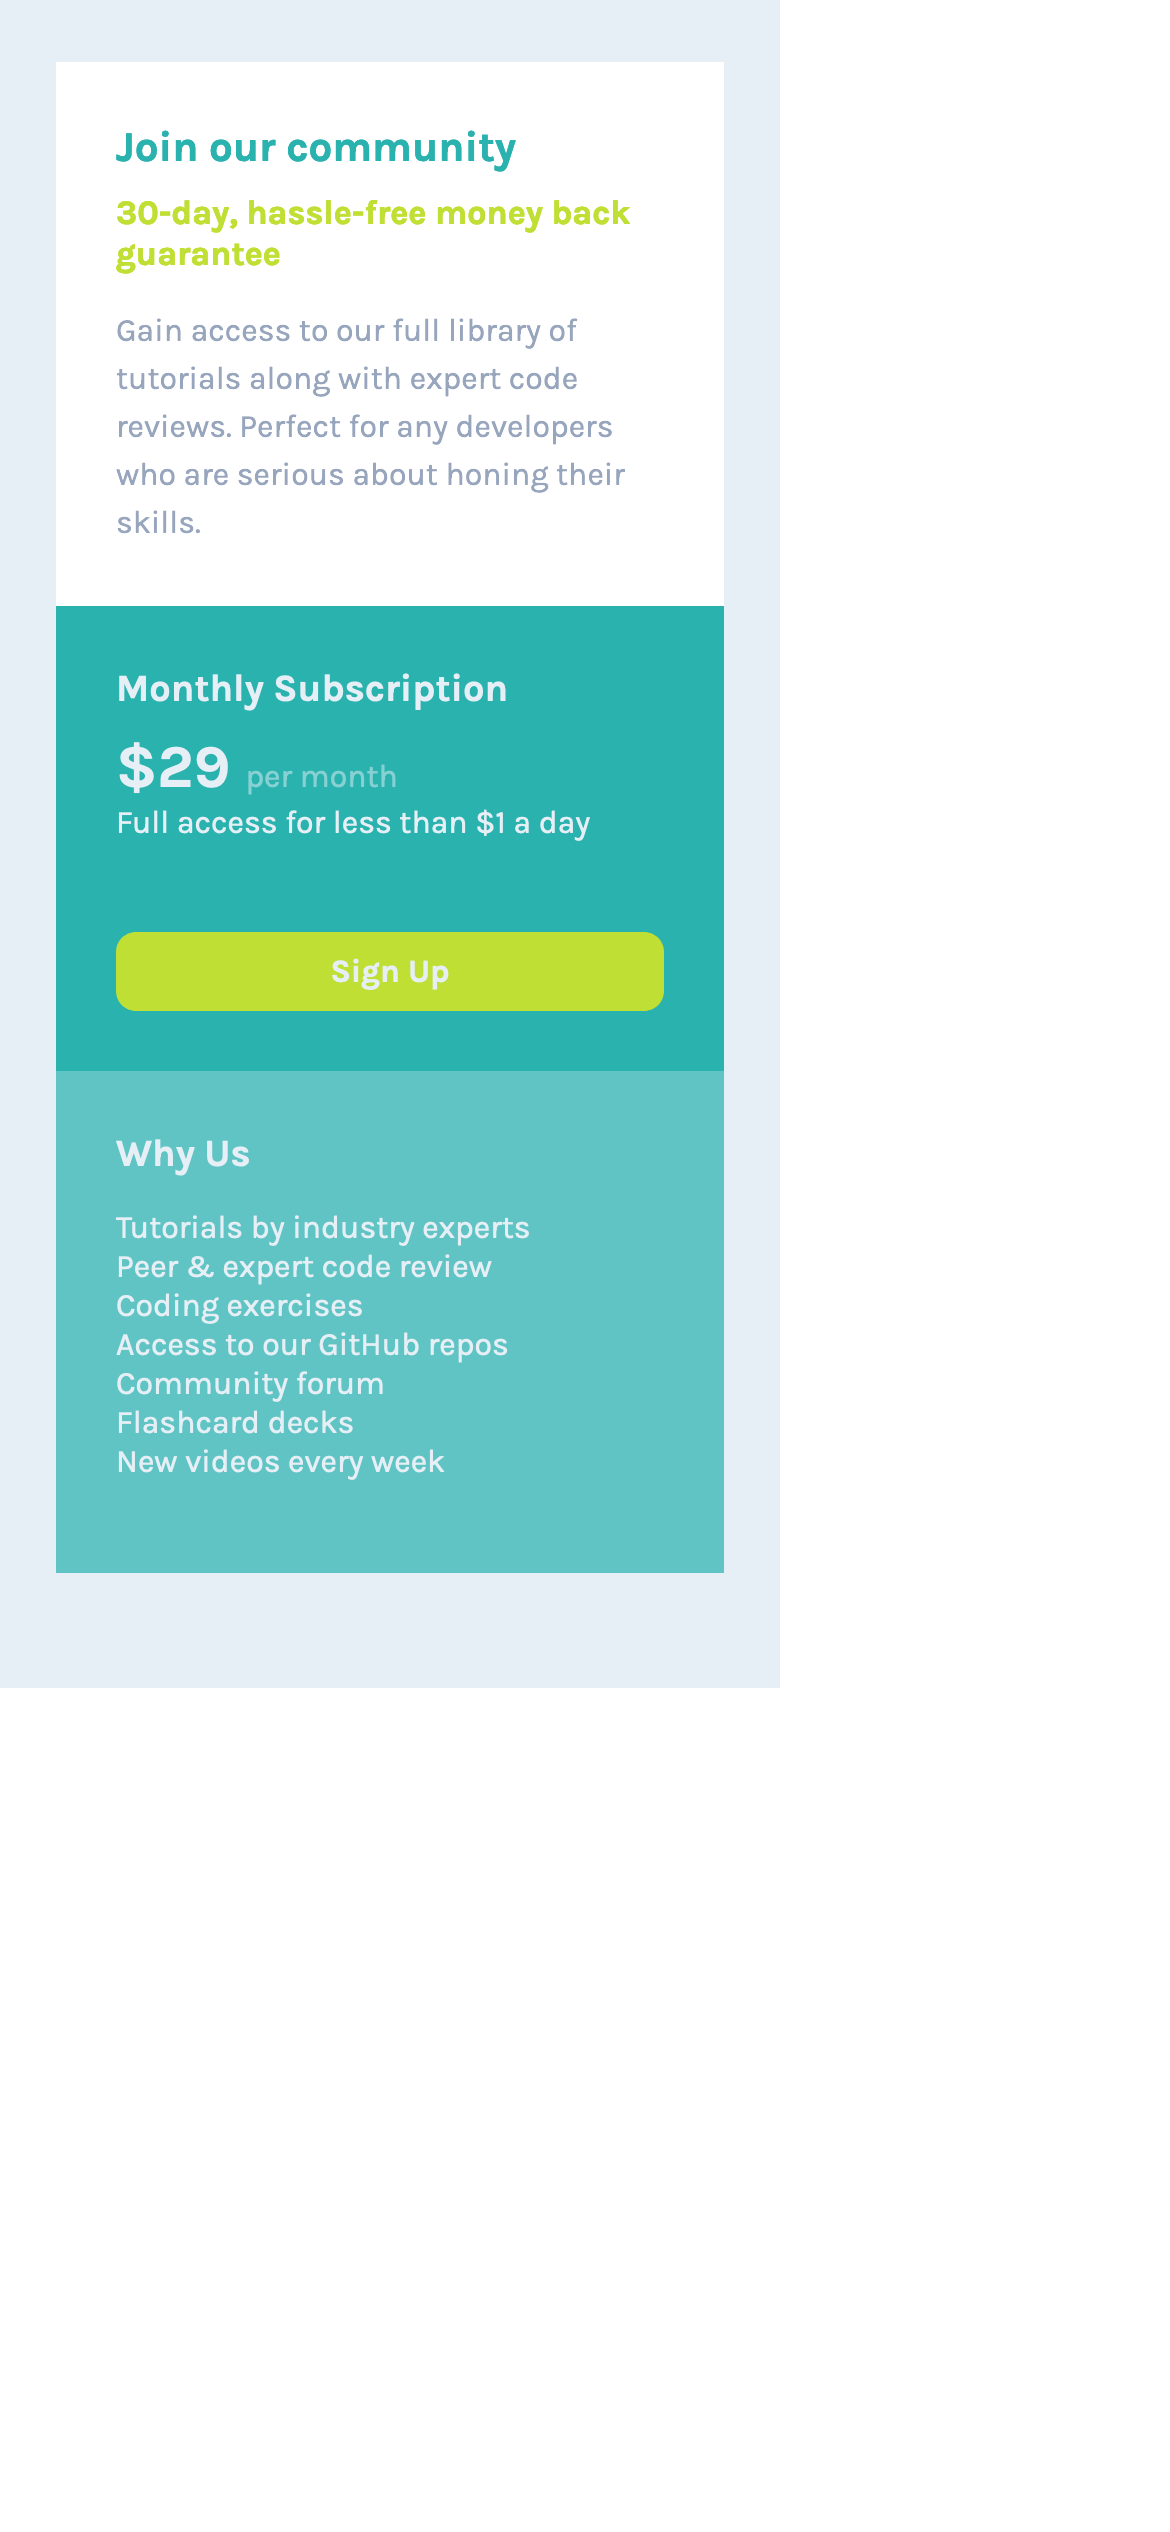 Join our community
30-day, hassle-free money back
guarantee
Gain access to our full library of
tutorials along with expert code
reviews. Perfect for any developers
who are serious about honing their
skills.
Monthly Subscription
$29 per month
Full access for less than $1 a day
Sign Up
Why Us
Tutorials by industry experts
Peer & expert code review
Coding exercises
Access to our GitHub repos
Community forum
Flashcard decks
New videos every week